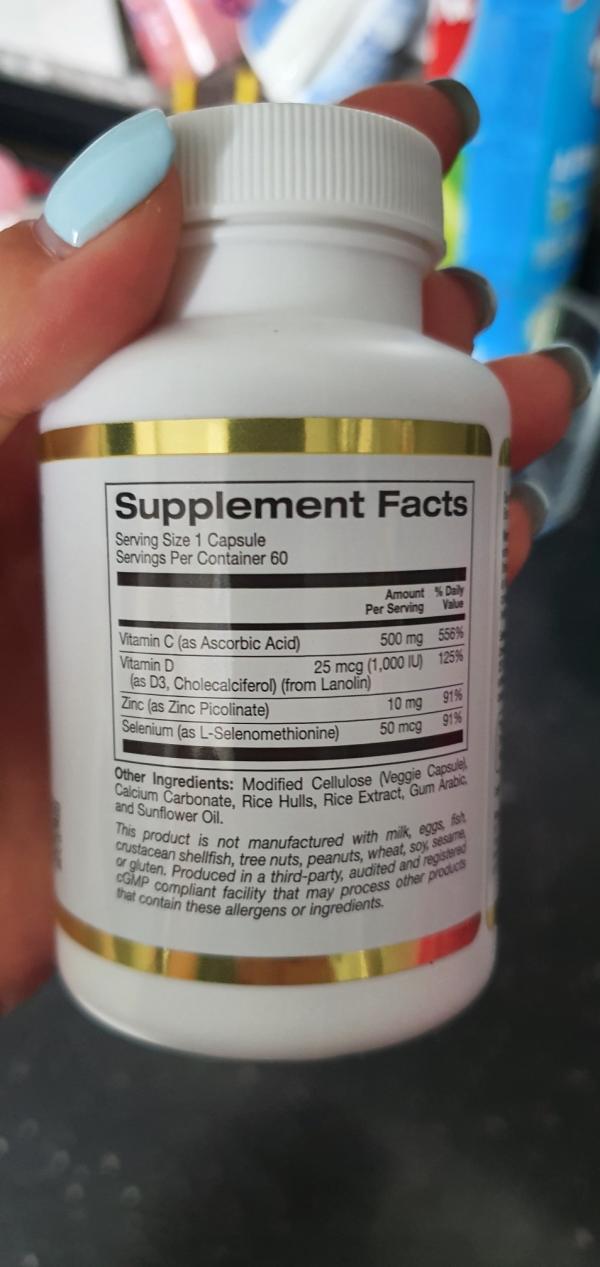 Supplement Facts
Serving Size 1 Capsule
Servings Per Container 60
Amount Per Serving % Daily Value
Vitamin C (as Ascorbic Acid) 500 mg 556%
Vitamin D 25 mcg (1,000 IU) 125%
(as D3, Cholecalciferol) (from Lanolin)
Zinc (as Zinc Picolinate) 10 mg 91%
Selenium (as L-Selenomethionine) 50 mcg 91%
Other Ingredients: Modified Cellulose (Veggie Capsule),
Calcium Carbonate, Rice Hulls, Rice Extract, Gum Arabic,
and Sunflower Oil.
This product is not manufactured with milk, eggs, fish,
crustacean shellfish, tree nuts, peanuts, wheat, soy, sesame,
or gluten. Produced in a third-party, audited and registered
cGMP compliant facility that may process other products
that contain these allergens or ingredients.